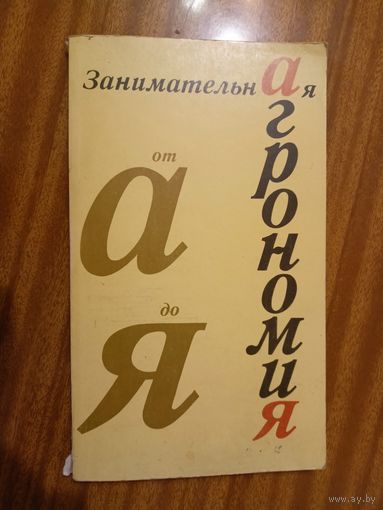 Занимательная
агрономия
от
а
до
я
www.ay.by